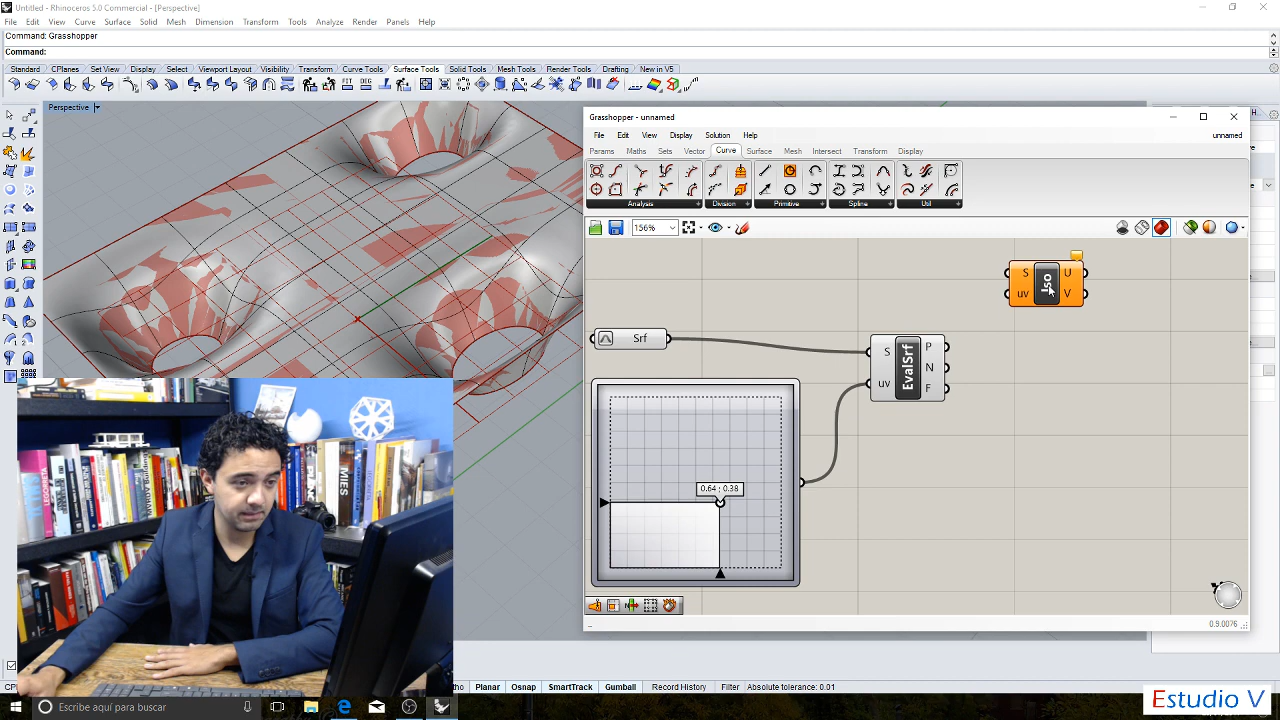 Untitled - Rhinoceros 5.0 Commercial - [Perspective]
File Edit View Curve Surface Solid Mesh Dimension Transform Tools Analyze Render Panels Help
Command: Grasshopper
Command:
Standard CPlanes Set View Display Select Viewport Layout Visibility Transform Curve Tools Surface Tools Solid Tools Mesh Tools Render Tools Drafting New in V5
FIT DEG
Perspective
Grasshopper - unnamed
File Edit View Display Solution Help unnamed
Params Maths Sets Vector Curve Surface Mesh Intersect Transform Display
Analysis Division Primitive Spline Util
156%
S uv Iso U V
Srf
S uv EvalSrf P N F
0.64 ; 0.38
0.9.0076
MIES
Planar Osnap SmartTrack Gumball Record History Filter Absolute tolerance: 0.01
Escribe aquí para buscar
Estudio V